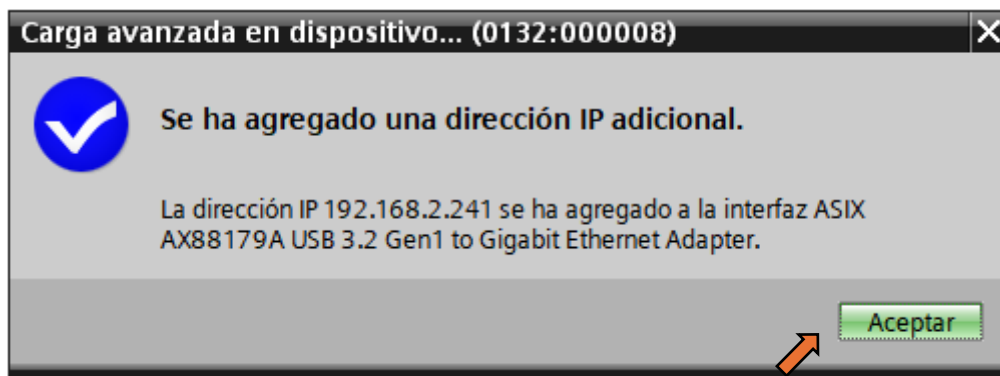 Carga avanzada en dispositivo... (0132:000008)
Se ha agregado una dirección IP adicional.
La dirección IP 192.168.2.241 se ha agregado a la interfaz ASIX
AX88179A USB 3.2 Gen1 to Gigabit Ethernet Adapter.
Aceptar